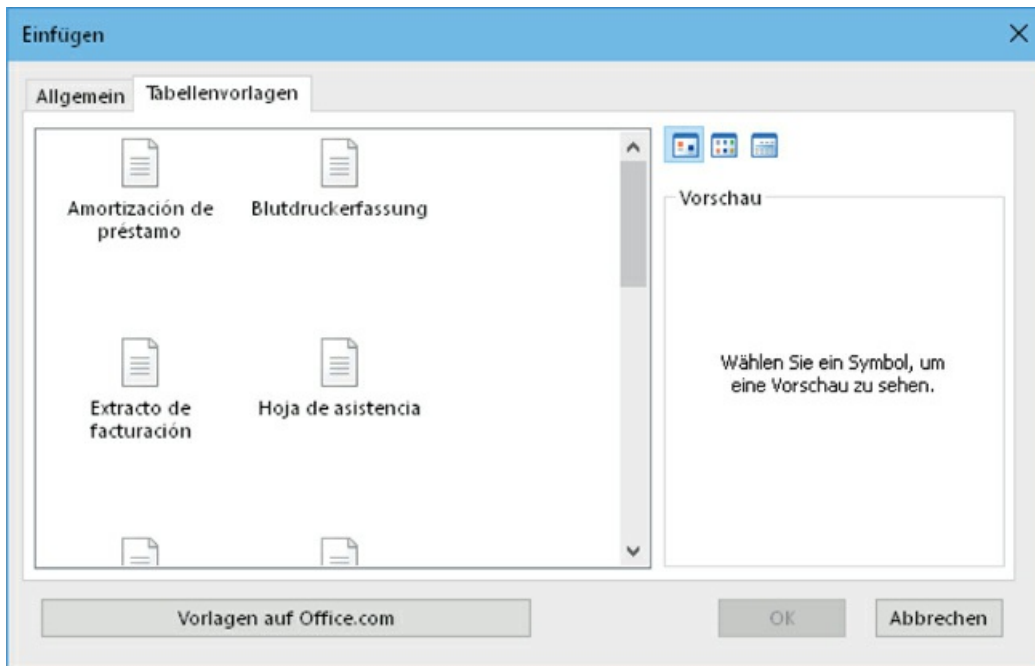 Einfügen
Allgemein
Tabellenvorlagen
Amortización de
préstamo
Blutdruckerfassung
Extracto de
facturación
Hoja de asistencia
Vorschau
Wählen Sie ein Symbol, um
eine Vorschau zu sehen.
Vorlagen auf Office.com
OK
Abbrechen